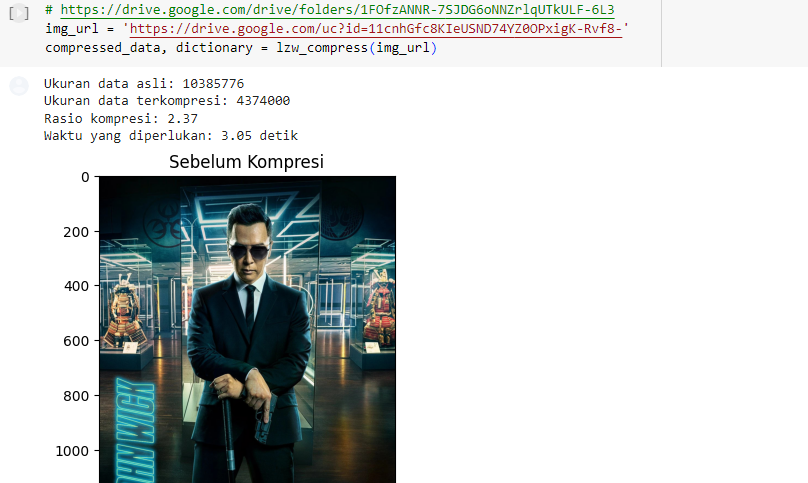 [ ]
# https://drive.google.com/drive/folders/1FOfzANNR-7SJDG6oNNZrlqUTkULF-6L3
img_url = 'https://drive.google.com/uc?id=11cnhGfc8KIeUSND74YZ0OPxigK-Rvf8-'
compressed_data, dictionary = lzw_compress(img_url)
Ukuran data asli: 10385776
Ukuran data terkompresi: 4374000
Rasio kompresi: 2.37
Waktu yang diperlukan: 3.05 detik
Sebelum Kompresi
0
200
400
600
800
1000
HN WICK